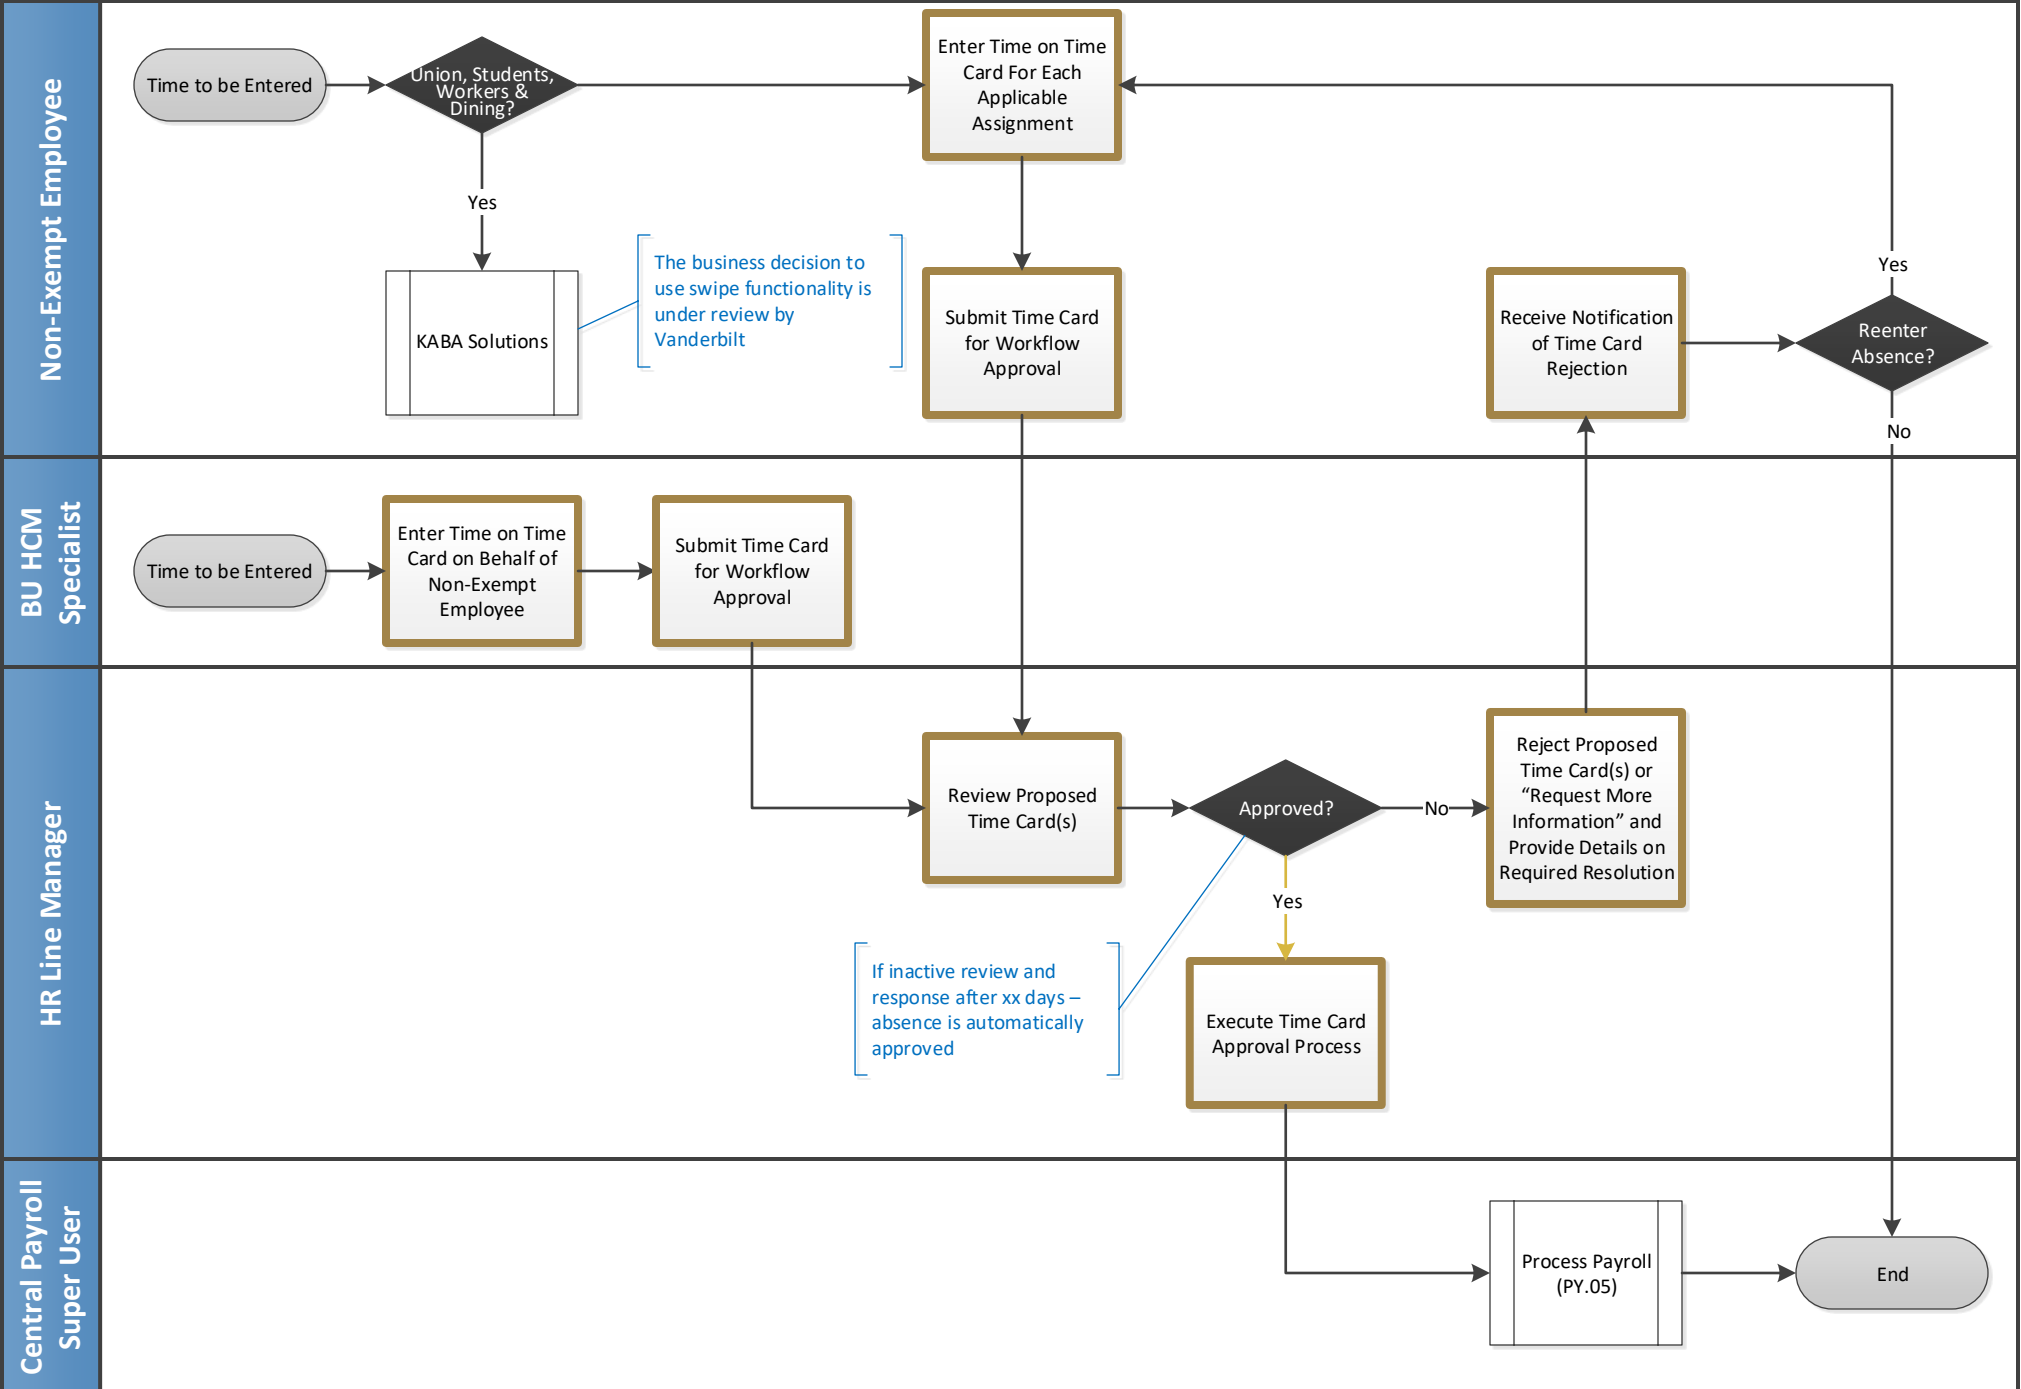 Non-Exempt Employee
Time to be Entered
Union, Students,
Workers &
Dining?
Yes
KABA Solutions
The business decision to
use swipe functionality is
under review by
Vanderbilt
Enter Time on Time
Card For Each
Applicable
Assignment
Submit Time Card
for Workflow
Approval
Receive Notification
of Time Card
Rejection
Reenter
Absence?
Yes
No
BU HCM
Specialist
Time to be Entered
Enter Time on Time
Card on Behalf of
Non-Exempt
Employee
Submit Time Card
for Workflow
Approval
HR Line Manager
Review Proposed
Time Card(s)
Approved?
No
Reject Proposed
Time Card(s) or
“Request More
Information” and
Provide Details on
Required Resolution
Yes
If inactive review and
response after xx days –
absence is automatically
approved
Execute Time Card
Approval Process
Central Payroll
Super User
Process Payroll
(PY.05)
End